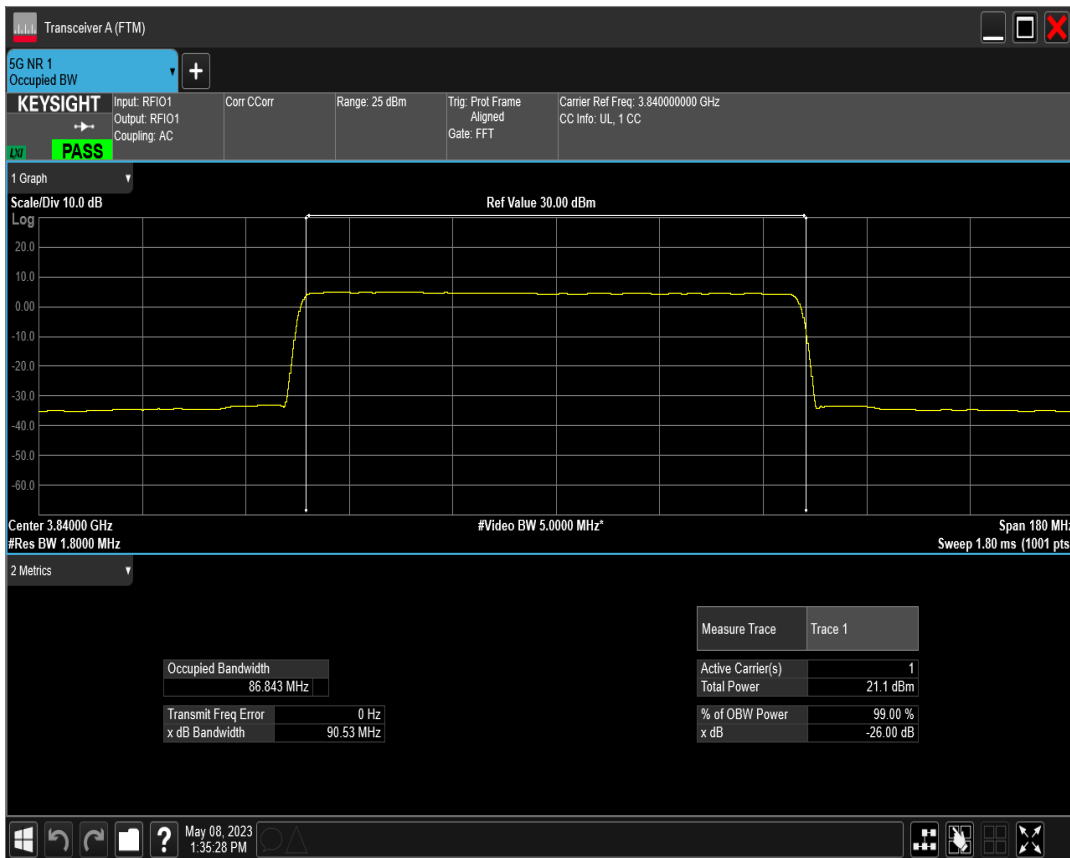 Transceiver A (FTM)
5G NR 1
Occupied BW
+
KEYSIGHT
LXI
PASS
Input: RFIO1
Output: RFIO1
Coupling: AC
Corr CCorr
Range: 25 dBm
Trig: Prot Frame
Aligned
Gate: FFT
Carrier Ref Freq: 3.840000000 GHz
CC Info: UL, 1 CC
1 Graph
Scale/Div 10.0 dB
Ref Value 30.00 dBm
Log
20.0
10.0
0.00
-10.0
-20.0
-30.0
-40.0
-50.0
-60.0
Center 3.84000 GHz
#Video BW 5.0000 MHz*
Span 180 MHz
#Res BW 1.8000 MHz
Sweep 1.80 ms (1001 pts
2 Metrics
Measure Trace Trace 1
Occupied Bandwidth
86.843 MHz
Active Carrier(s) 1
Total Power 21.1 dBm
Transmit Freq Error 0 Hz
x dB Bandwidth 90.53 MHz
% of OBW Power 99.00 %
x dB -26.00 dB
?
May 08, 2023
1:35:28 PM